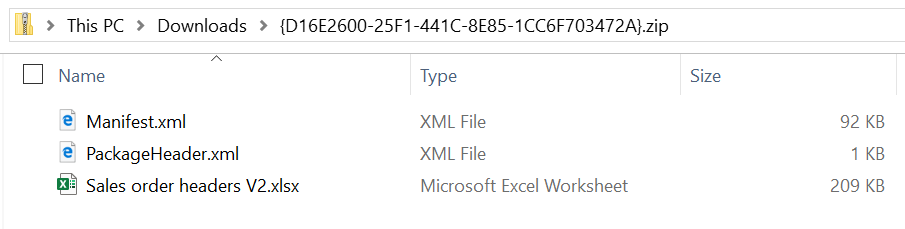 This PC > Downloads > {D16E2600-25F1-441C-8E85-1CC6F703472A}.zip
Name Type Size
Manifest.xml XML File 92 KB
PackageHeader.xml XML File 1 KB
Sales order headers V2.xlsx Microsoft Excel Worksheet 209 KB